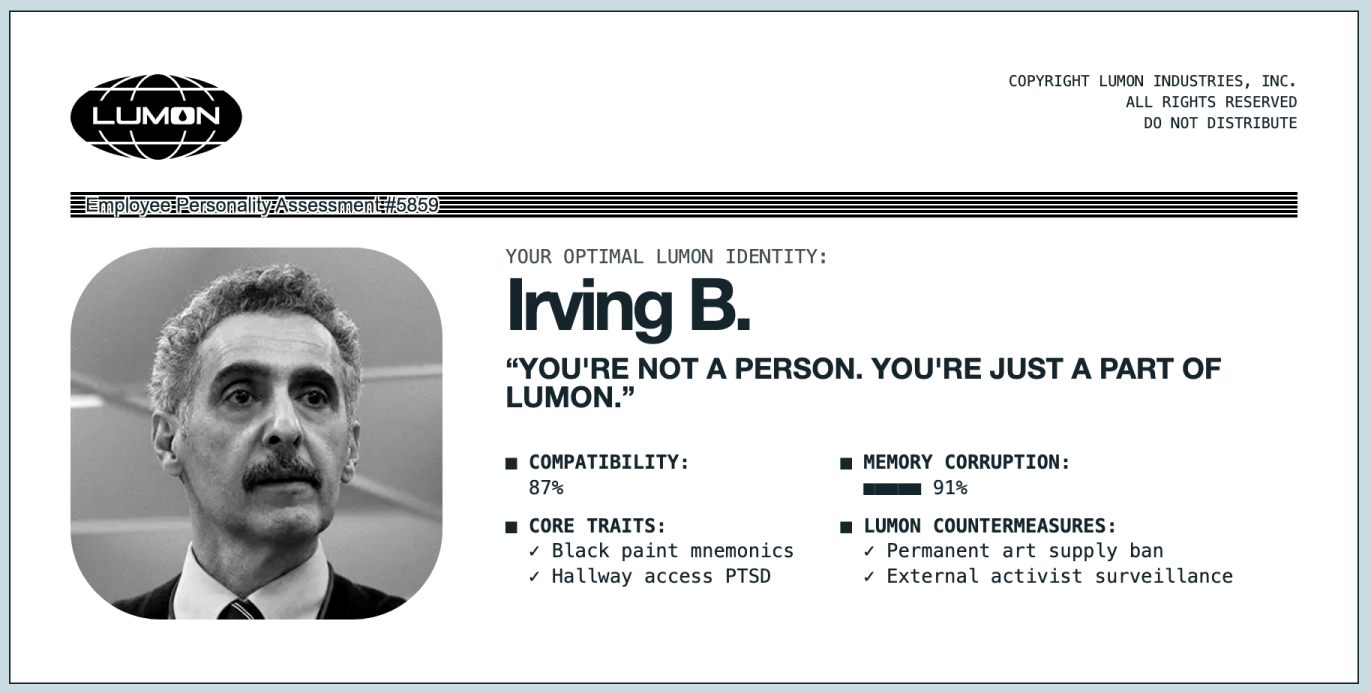 LUMON
COPYRIGHT LUMON INDUSTRIES, INC.
ALL RIGHTS RESERVED
DO NOT DISTRIBUTE
Employee Personality Assessment #5859
YOUR OPTIMAL LUMON IDENTITY:
Irving B.
“YOU'RE NOT A PERSON. YOU'RE JUST A PART OF
LUMON.”
■ COMPATIBILITY:
87%
■ CORE TRAITS:
✓ Black paint mnemonics
✓ Hallway access PTSD
■ MEMORY CORRUPTION:
▅▅▅▅▅ 91%
■ LUMON COUNTERMEASURES:
✓ Permanent art supply ban
✓ External activist surveillance